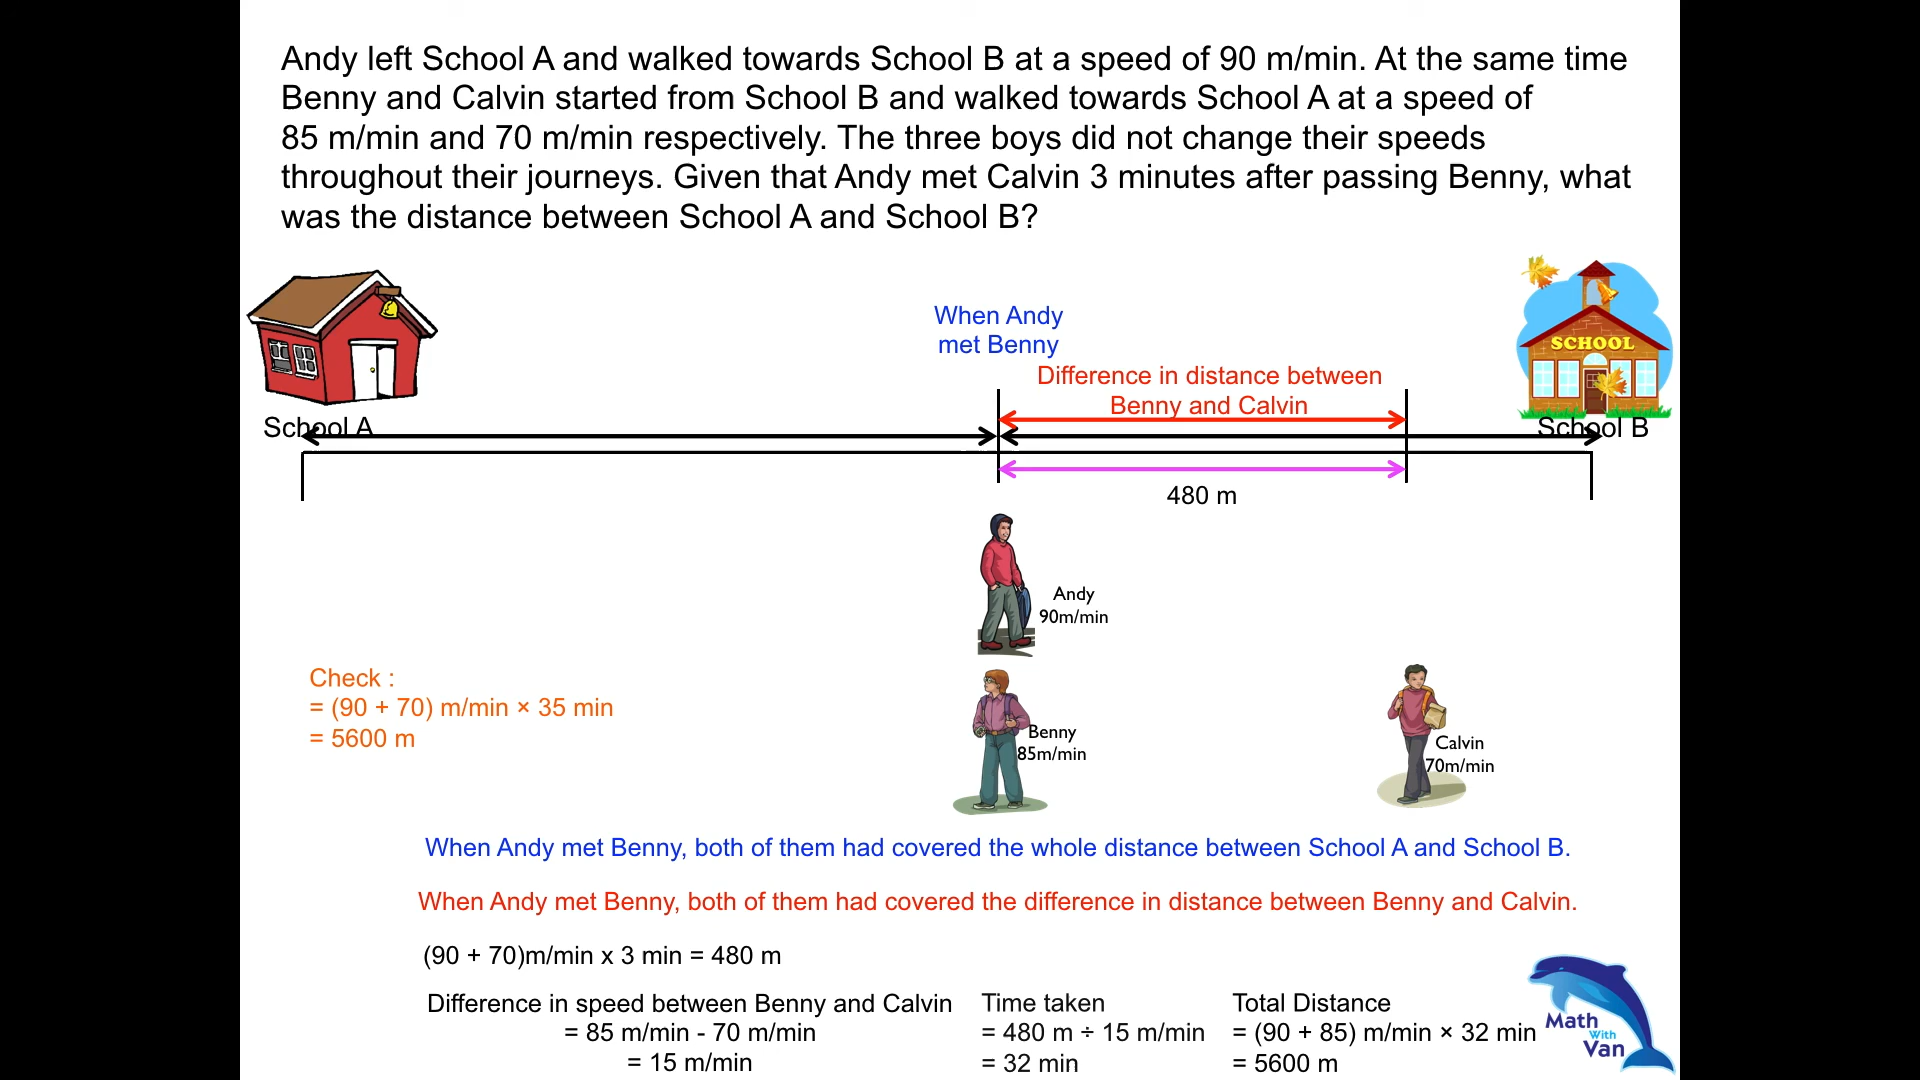 Andy left School A and walked towards School B at a speed of 90 m/min. At the same time
Benny and Calvin started from School B and walked towards School A at a speed of
85 m/min and 70 m/min respectively. The three boys did not change their speeds
throughout their journeys. Given that Andy met Calvin 3 minutes after passing Benny, what
was the distance between School A and School B?
When Andy
met Benny
SCHOOL
Difference in distance between
Benny and Calvin
School A
School B
480 m
Andy
90m/min
Check :
= (90 + 70) m/min × 35 min
= 5600 m
Benny
85m/min
Calvin
70m/min
When Andy met Benny, both of them had covered the whole distance between School A and School B.
When Andy met Benny, both of them had covered the difference in distance between Benny and Calvin.
(90 + 70)m/min x 3 min = 480 m
Difference in speed between Benny and Calvin
= 85 m/min - 70 m/min
= 15 m/min
Time taken
= 480 m ÷ 15 m/min
= 32 min
Total Distance
= (90 + 85) m/min × 32 min
= 5600 m
Math
With
Van